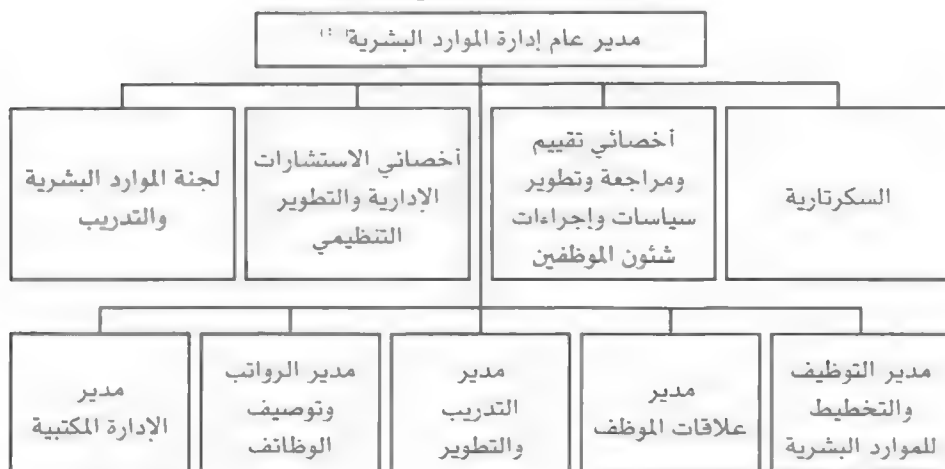 مدير عام إدارة الموارد البشرية
السكرتارية
أخصائي تقييم
ومراجعة وتطوير
سياسات وإجراءات
شئون الموظفين
أخصائي الاستشارات
الإدارية والتطوير
التنظيمي
لجنة الموارد البشرية
والتدريب
مدير التوظيف
والتخطيط
للموارد البشرية
مدير
علاقات الموظف
مدير
التدريب
والتطوير
مدير الرواتب
وتوصيف
الوظائف
مدير
الإدارة المكتبية